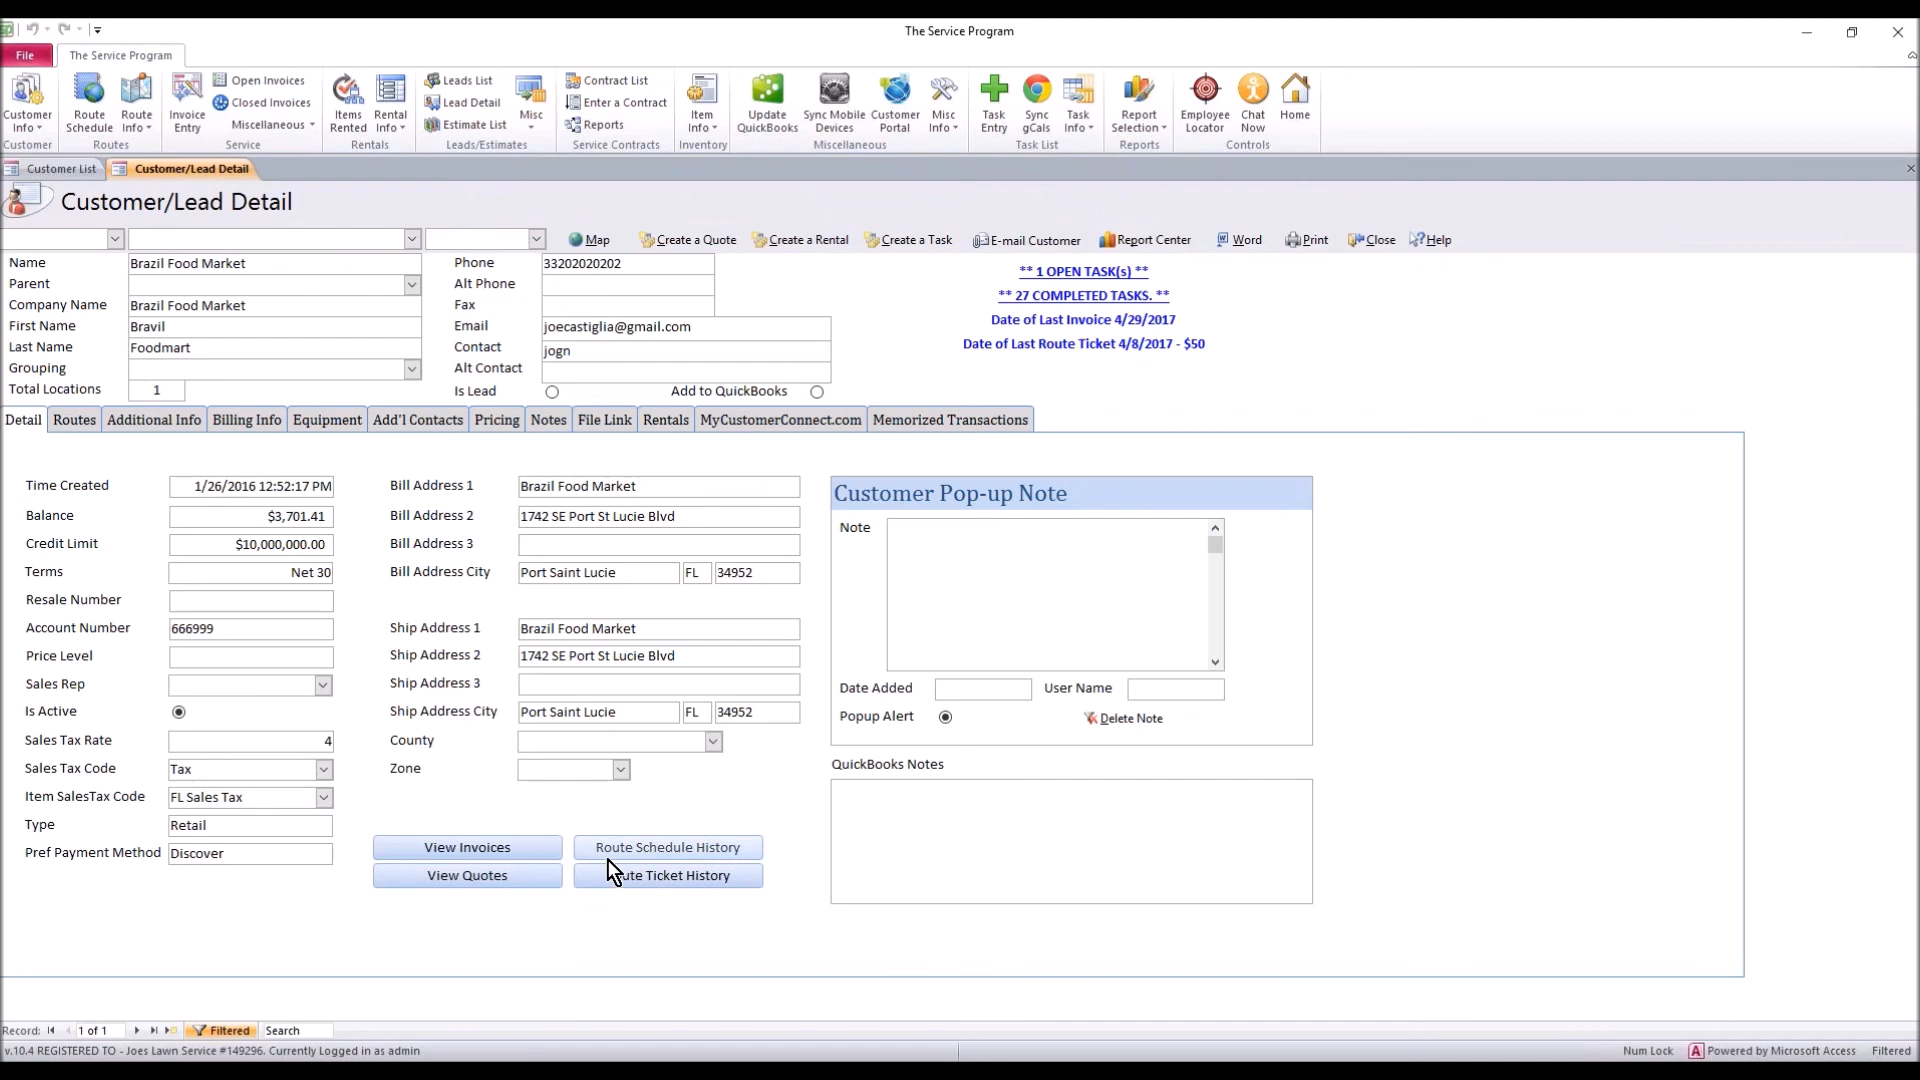 The Service Program
File
The Service Program
Customer Info
Customer
Route Schedule
Route Info
Routes
Invoice Entry
Open Invoices
Closed Invoices
Miscellaneous
Service
Items Rented
Rental Info
Rentals
Leads List
Lead Detail
Estimate List
Misc
Leads/Estimates
Contract List
Enter a Contract
Reports
Service Contracts
Item Info
Inventory
Update QuickBooks
Sync Mobile Devices
Customer Portal
Misc Info
Miscellaneous
Task Entry
Sync gCals
Task Info
Task List
Report Selection
Reports
Employee Locator
Chat Now
Home
Controls
Customer List
Customer/Lead Detail
Customer/Lead Detail
Map
Create a Quote
Create a Rental
Create a Task
E-mail Customer
Report Center
Word
Print
Close
Help
Name Brazil Food Market
Parent
Company Name Brazil Food Market
First Name Bravil
Last Name Foodmart
Grouping
Total Locations 1
Phone 33202020202
Alt Phone
Fax
Email joecastiglia@gmail.com
Contact jogn
Alt Contact
Is Lead
Add to QuickBooks
** 1 OPEN TASK(s) **
** 27 COMPLETED TASKS. **
Date of Last Invoice 4/29/2017
Date of Last Route Ticket 4/8/2017 - $50
Detail Routes Additional Info Billing Info Equipment Add'l Contacts Pricing Notes File Link Rentals MyCustomerConnect.com Memorized Transactions
Time Created 1/26/2016 12:52:17 PM
Balance $3,701.41
Credit Limit $10,000,000.00
Terms Net 30
Resale Number
Account Number 666999
Price Level
Sales Rep
Is Active
Sales Tax Rate 4
Sales Tax Code Tax
Item SalesTax Code FL Sales Tax
Type Retail
Pref Payment Method Discover
Bill Address 1 Brazil Food Market
Bill Address 2 1742 SE Port St Lucie Blvd
Bill Address 3
Bill Address City Port Saint Lucie FL 34952
Ship Address 1 Brazil Food Market
Ship Address 2 1742 SE Port St Lucie Blvd
Ship Address 3
Ship Address City Port Saint Lucie FL 34952
County
Zone
View Invoices
Route Schedule History
View Quotes
Ticket History
Customer Pop-up Note
Note
Date Added
User Name
Popup Alert
Delete Note
QuickBooks Notes
Record: 1 of 1 Filtered Search
v.10.4 REGISTERED TO - Joes Lawn Service #149296. Currently Logged in as admin
Num Lock
Powered by Microsoft Access
Filtered